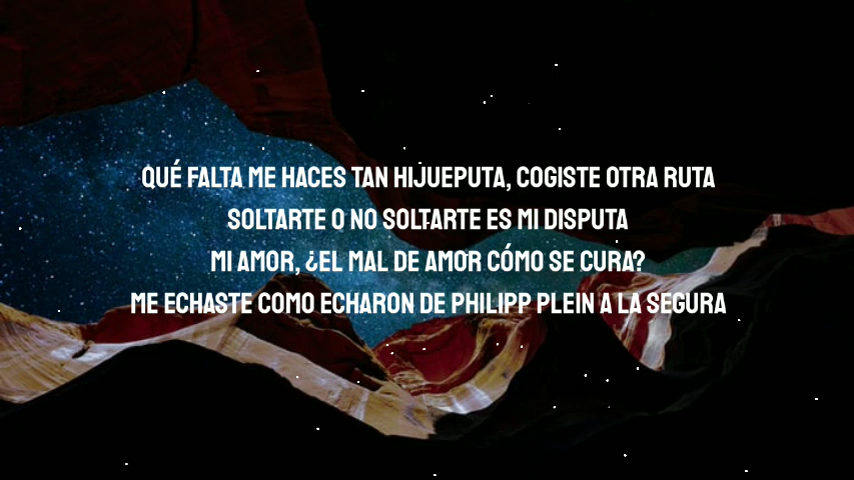 QUÉ FALTA ME HACES TAN HIJUEPUTA, COGISTE OTRA RUTA
SOLTARTE O NO SOLTARTE ES MI DISPUTA
MI AMOR, ¿EL MAL DE AMOR CÓMO SE CURA?
ME ECHASTE COMO ECHARON DE PHILIPP PLEIN A LA SEGURA